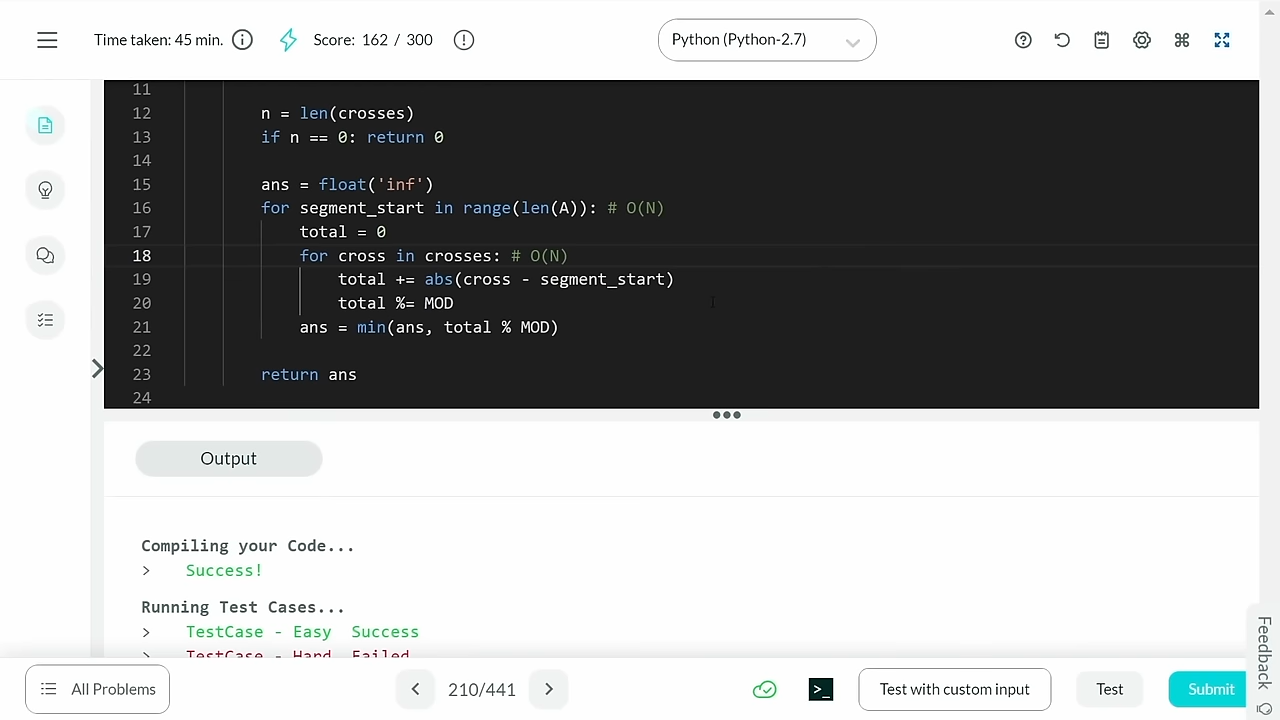 Time taken: 45 min. Score: 162 / 300 Python (Python-2.7)
11
12 n = len(crosses)
13 if n == 0: return 0
14
15 ans = float('inf')
16 for segment_start in range(len(A)): # O(N)
17 total = 0
18 for cross in crosses: # O(N)
19 total += abs(cross - segment_start)
20 total %= MOD
21 ans = min(ans, total % MOD)
22
23 return ans
24
Output
Compiling your Code...
> Success!
Running Test Cases...
> TestCase - Easy Success
> TestCase - Hard Failed
Feedback
All Problems 210/441 >_ Test with custom input Test Submit